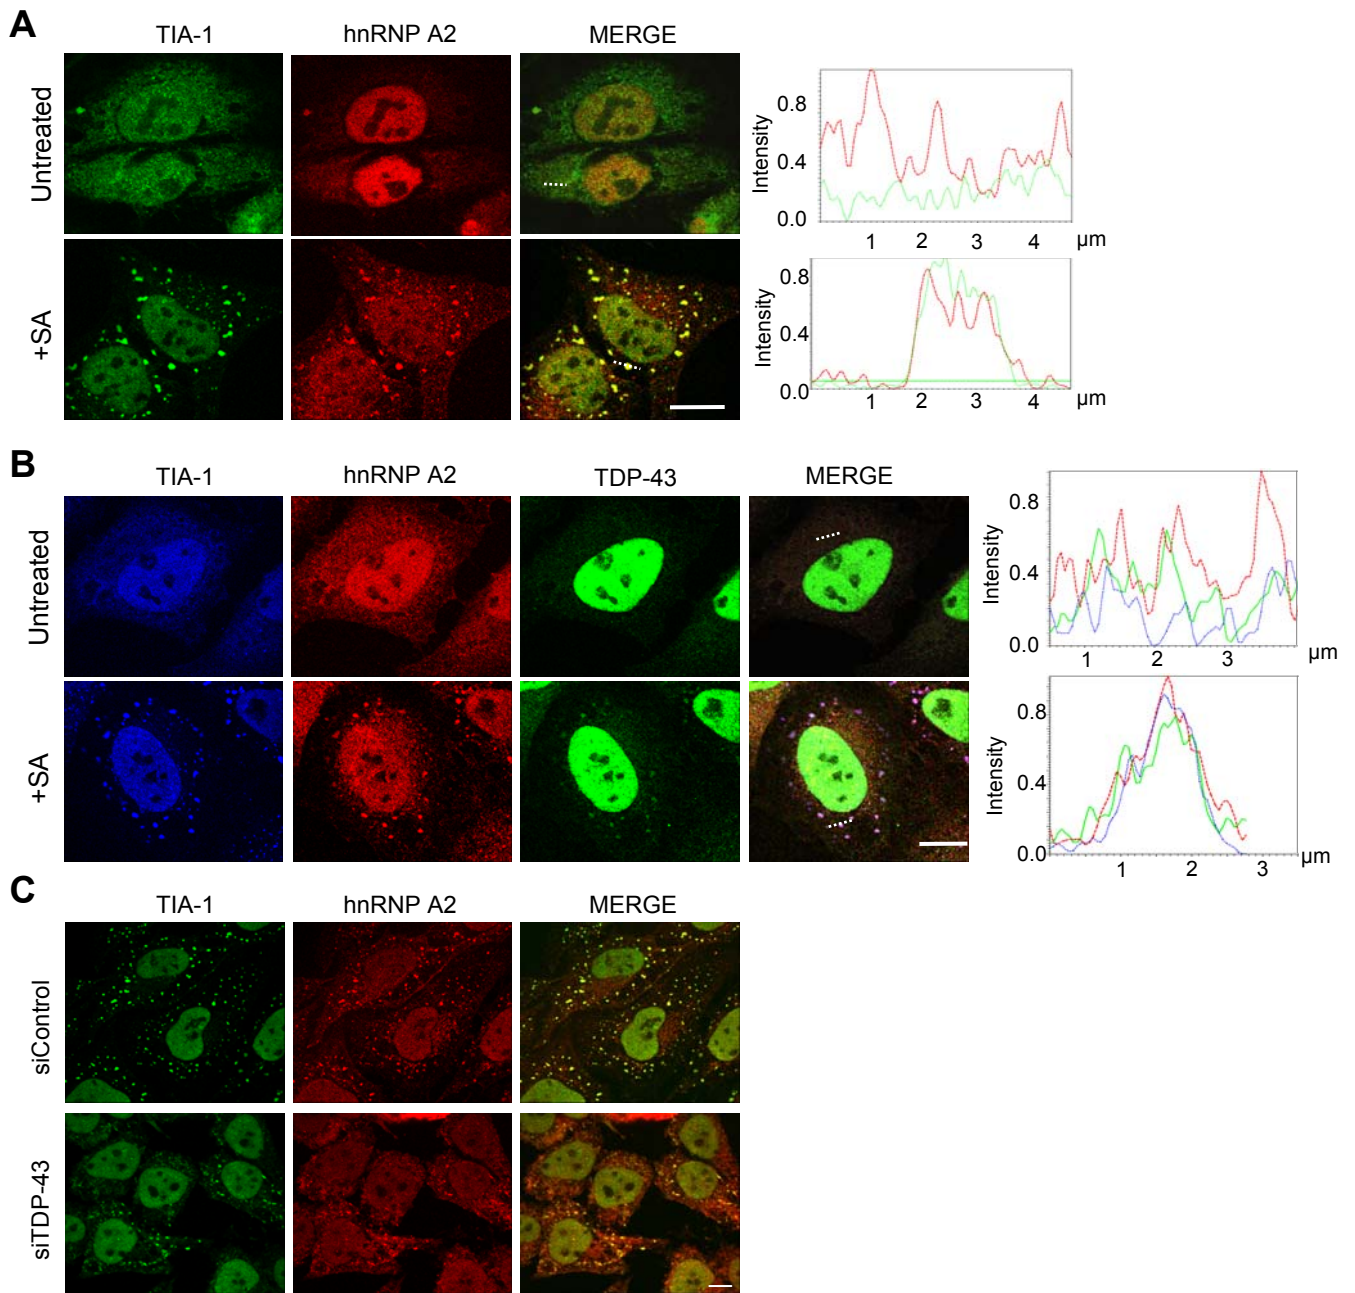 A
TIA-1 hnRNP A2 MERGE
Untreated
Intensity
0.8
0.4
0.0
1 2 3 4 µm
+SA
Intensity
0.8
0.4
0.0
1 2 3 4 µm
B
TIA-1 hnRNP A2 TDP-43 MERGE
Untreated
Intensity
0.8
0.4
0.0
1 2 3 µm
+SA
Intensity
0.8
0.4
0.0
1 2 3 µm
C
TIA-1 hnRNP A2 MERGE
siControl
siTDP-43